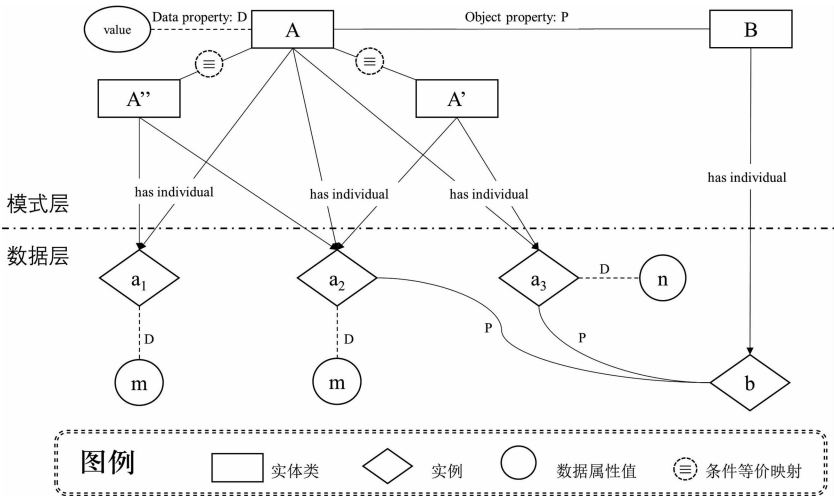 value
Data property: D
A
Object property: P
B
≡
≡
A’’
A’
has individual
has individual
has individual
has individual
模式层
数据层
a1
a2
a3
D
n
D
D
P
P
m
m
b
图例
实体类
实例
数据属性值
≡
条件等价映射